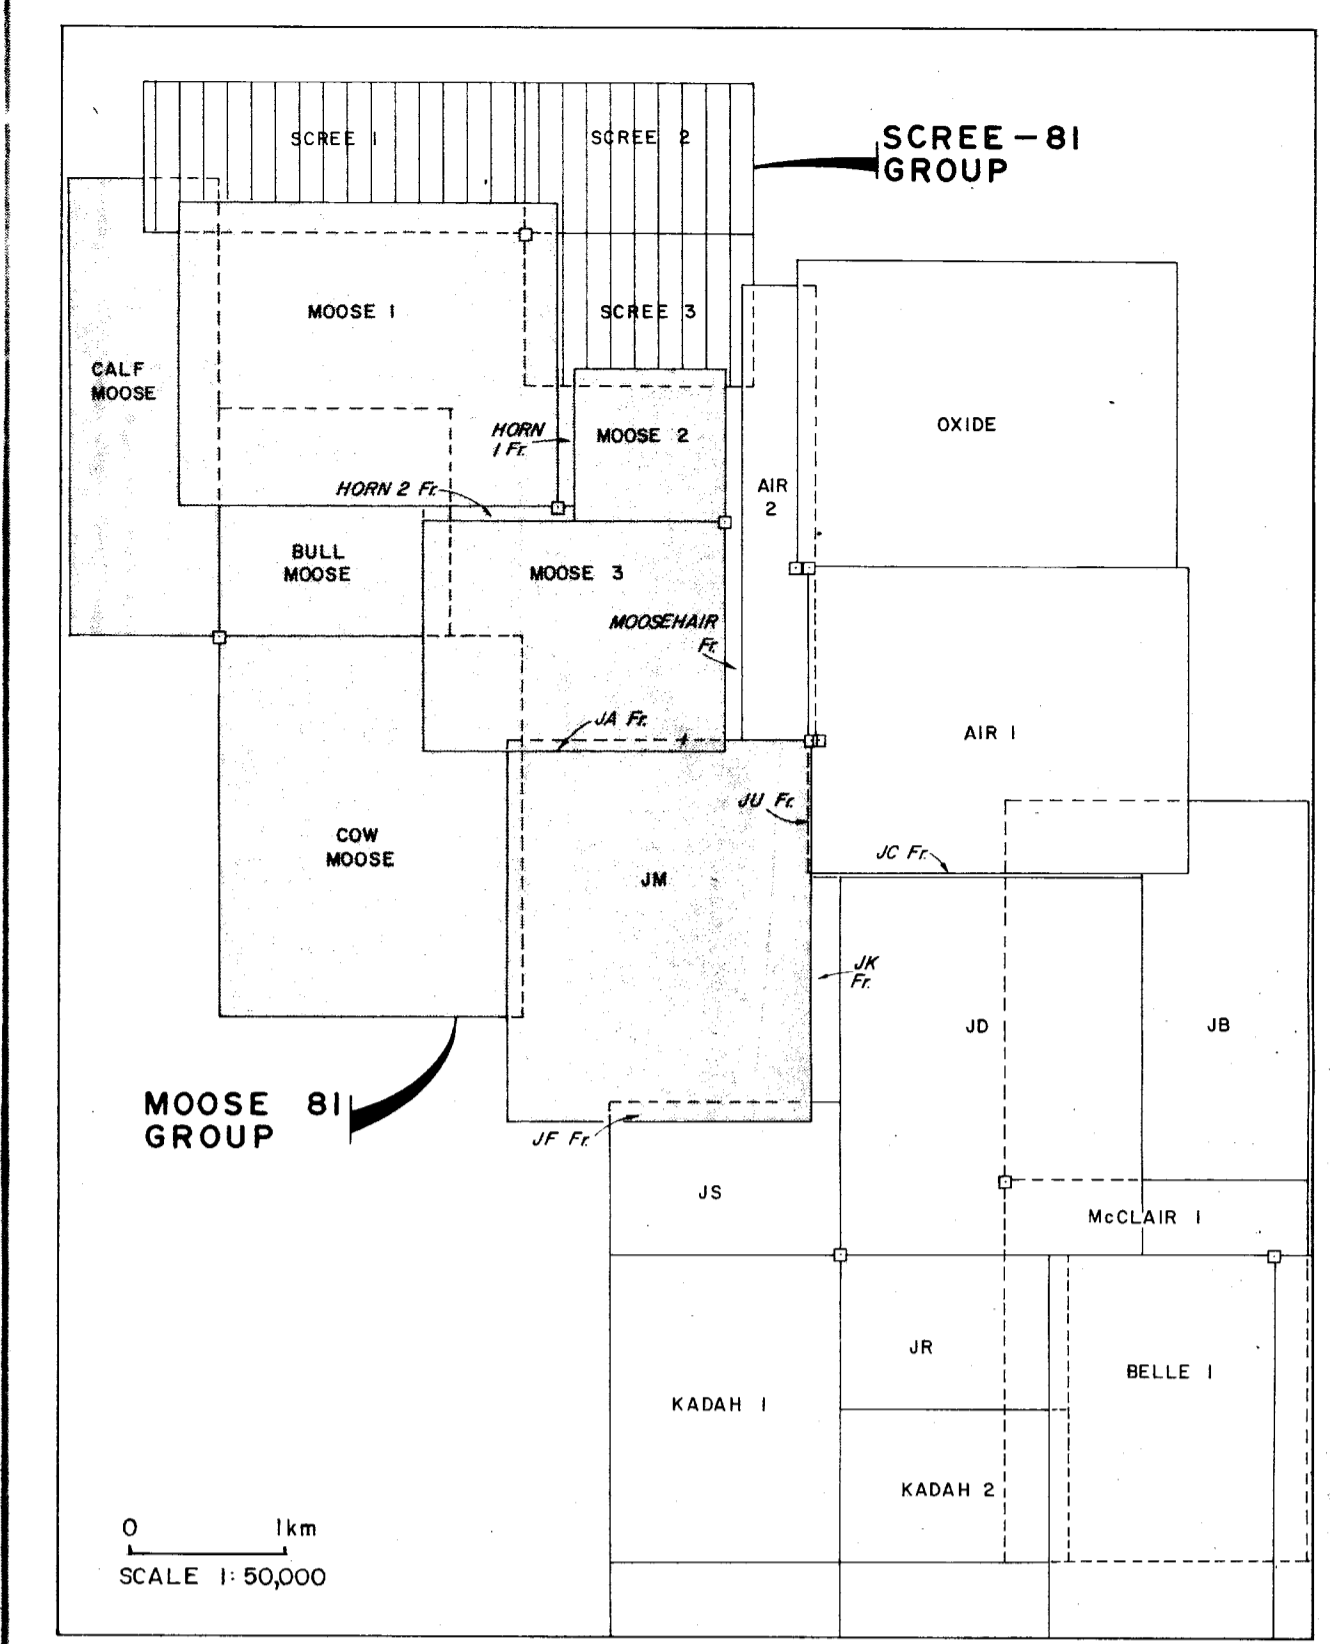 SCREE 1
SCREE 2
SCREE-81
GROUP
MOOSE 1
SCREE 3
CALF
MOOSE
OXIDE
HORN
1 Fr.
MOOSE 2
HORN 2 Fr.
AIR
2
BULL
MOOSE
MOOSE 3
MOOSEHAIR
Fr.
JA Fr.
AIR 1
JU Fr.
COW
MOOSE
JM
JC Fr.
JK
Fr.
JD
JB
MOOSE 81
GROUP
JF Fr.
JS
McCLAIR 1
JR
BELLE 1
KADAH 1
KADAH 2
0 1km
SCALE 1:50,000